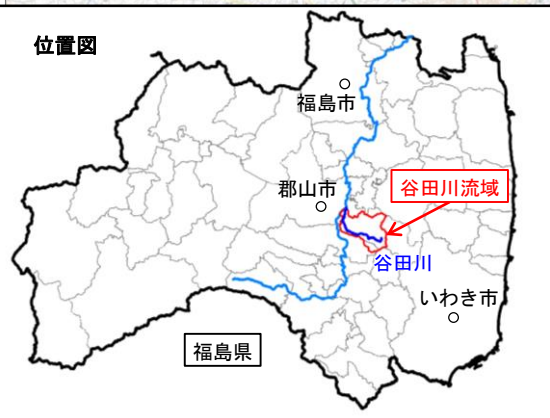 位置図
福島市
郡山市
谷田川流域
谷田川
いわき市
福島県